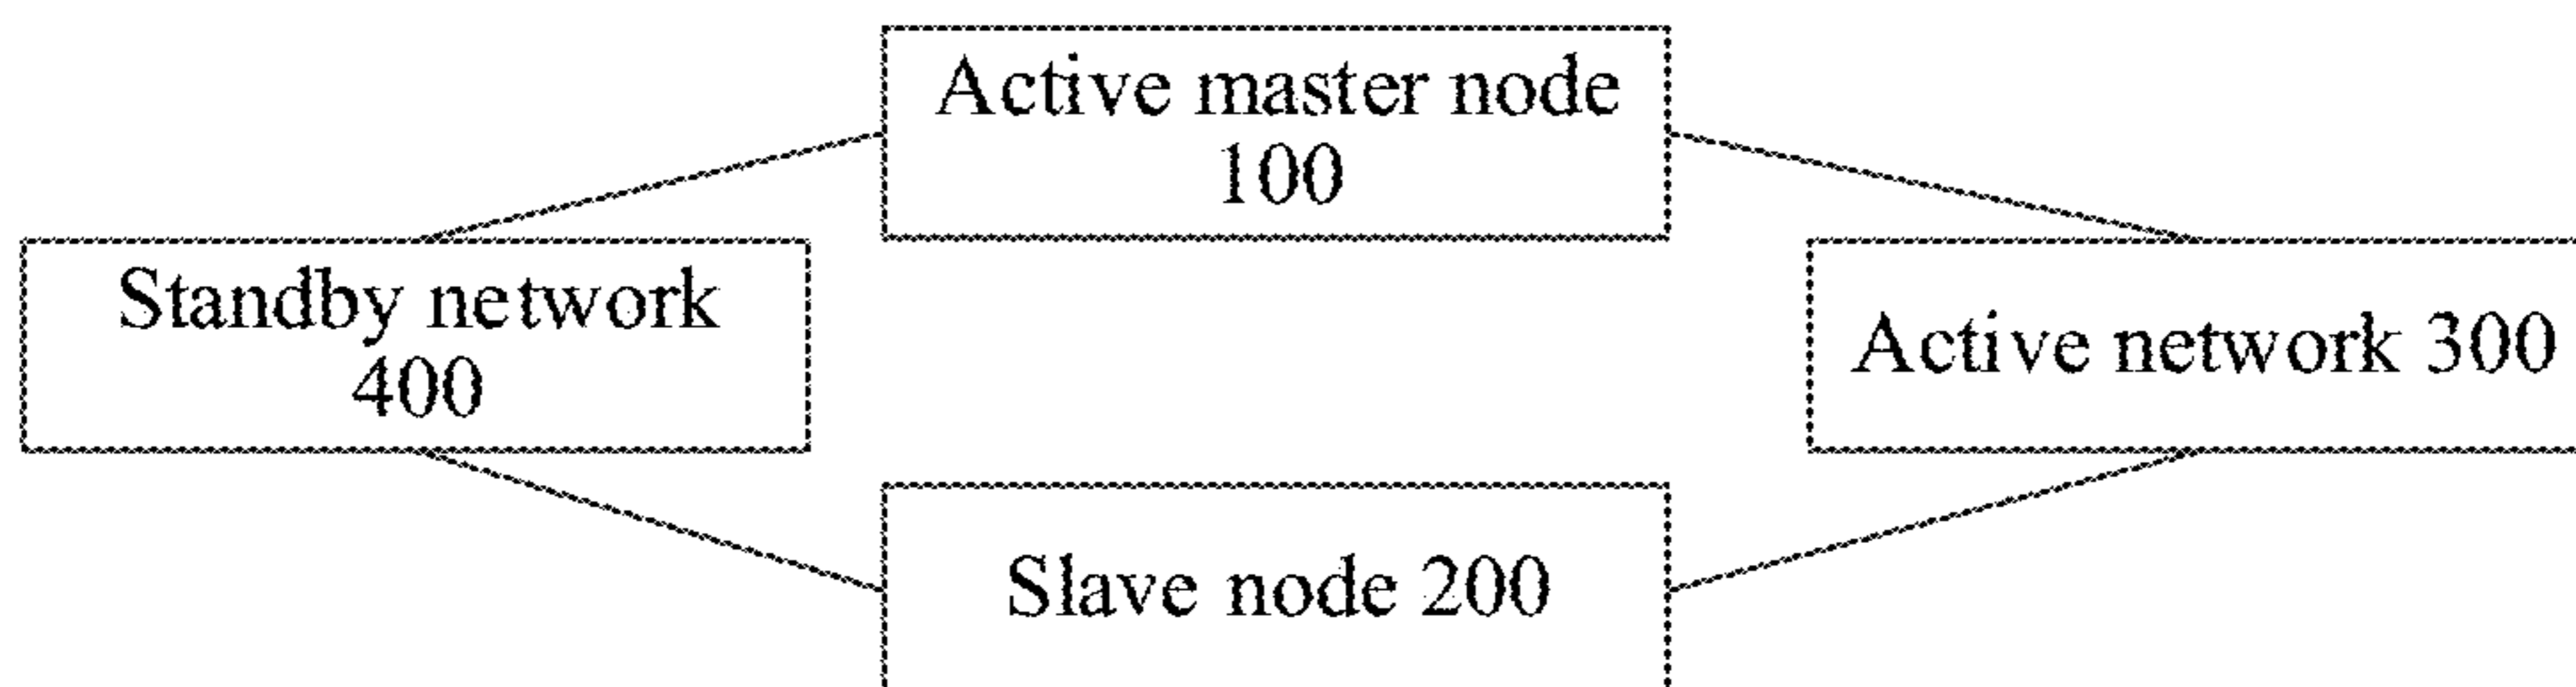 Active master node
100
Standby network
400
Active network 300
Slave node 200